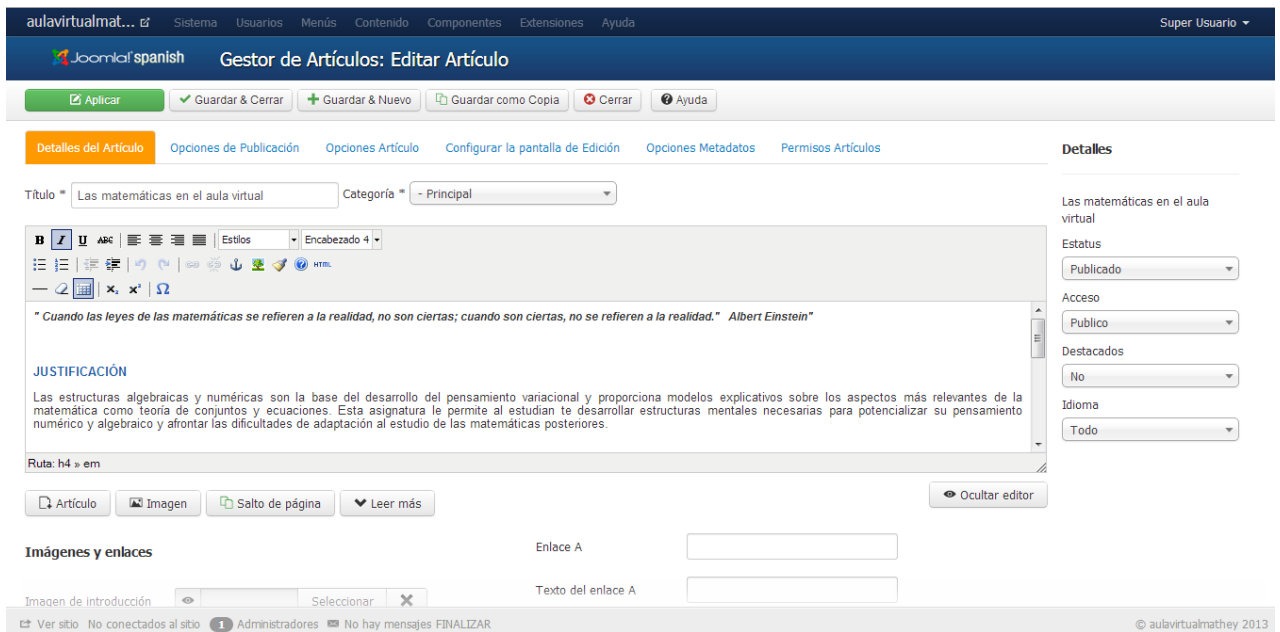 aulavirtualmat... Sistema Usuarios Menús Contenido Componentes Extensiones Ayuda Super Usuario
Joomla! spanish Gestor de Artículos: Editar Artículo
Aplicar Guardar & Cerrar Guardar & Nuevo Guardar como Copia Cerrar Ayuda
Detalles del Artículo Opciones de Publicación Opciones Artículo Configurar la pantalla de Edición Opciones Metadatos Permisos Artículos
Título * Las matemáticas en el aula virtual Categoría * - Principal
B I U ABC Estilos Encabezado 4
HTML
x₂ x² Ω
" Cuando las leyes de las matemáticas se refieren a la realidad, no son ciertas; cuando son ciertas, no se refieren a la realidad." Albert Einstein"
JUSTIFICACIÓN
Las estructuras algebraicas y numéricas son la base del desarrollo del pensamiento variacional y proporciona modelos explicativos sobre los aspectos más relevantes de la
matemática como teoría de conjuntos y ecuaciones. Esta asignatura le permite al estudian te desarrollar estructuras mentales necesarias para potencializar su pensamiento
numérico y algebraico y afrontar las dificultades de adaptación al estudio de las matemáticas posteriores.
Ruta: h4 » em
Artículo Imagen Salto de página Leer más Ocultar editor
Imágenes y enlaces
Imagen de introducción Seleccionar
Enlace A
Texto del enlace A
Detalles
Las matemáticas en el aula
virtual
Estatus
Publicado
Acceso
Publico
Destacados
No
Idioma
Todo
Ver sitio No conectados al sitio 1 Administradores No hay mensajes FINALIZAR © aulavirtualmathey 2013